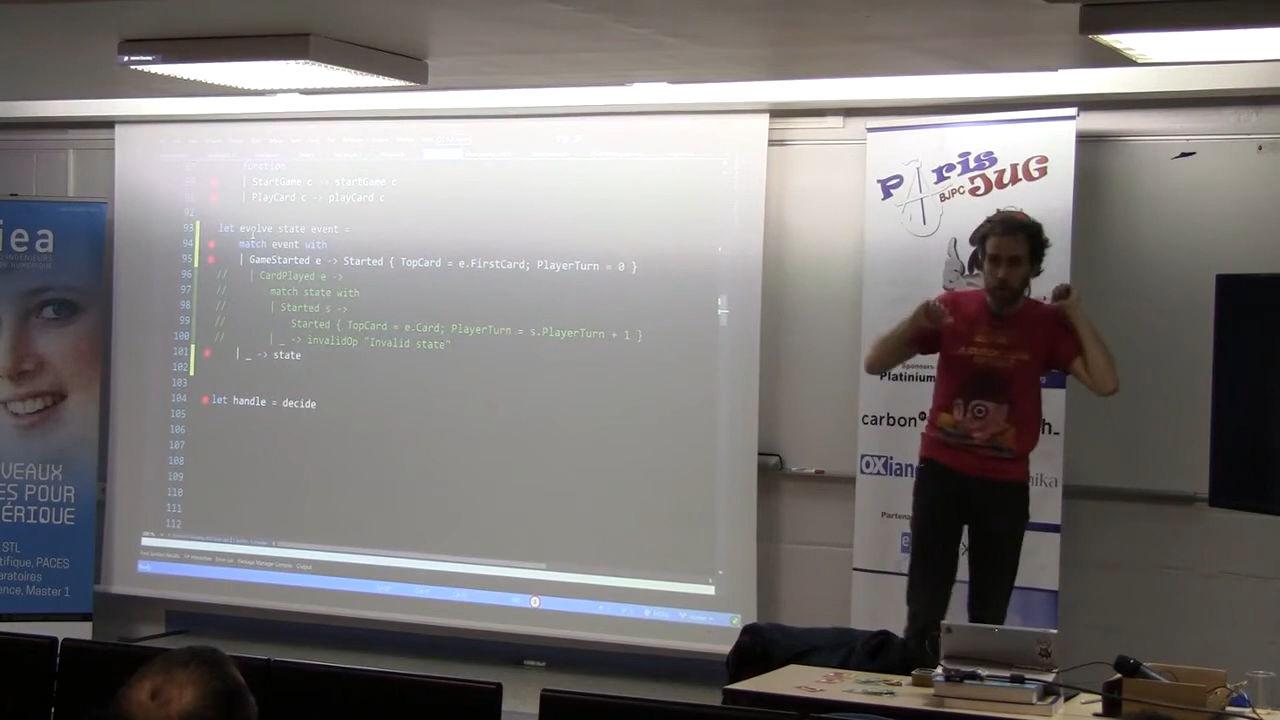 function
| StartGame c -> startGame c
| PlayCard c -> playCard c
92
93 let evolve state event =
94 match event with
95 | GameStarted e -> Started { TopCard = e.FirstCard; PlayerTurn = 0 }
96 // | CardPlayed e ->
97 // match state with
98 // | Started s ->
99 // Started { TopCard = e.Card; PlayerTurn = s.PlayerTurn + 1 }
100 // | _ -> invalidOp "Invalid state"
101 | _ -> state
102
103
104 let handle = decide
105
106
107
108
109
110
111
112
Output
Ready
Paris
JUG
BJPC
Sponsors
Platinium
carbon
OXiane
iea
VEAUX
ES POUR
ÉRIQUE
STL
tifique, PACES
aratoires
ence, Master 1